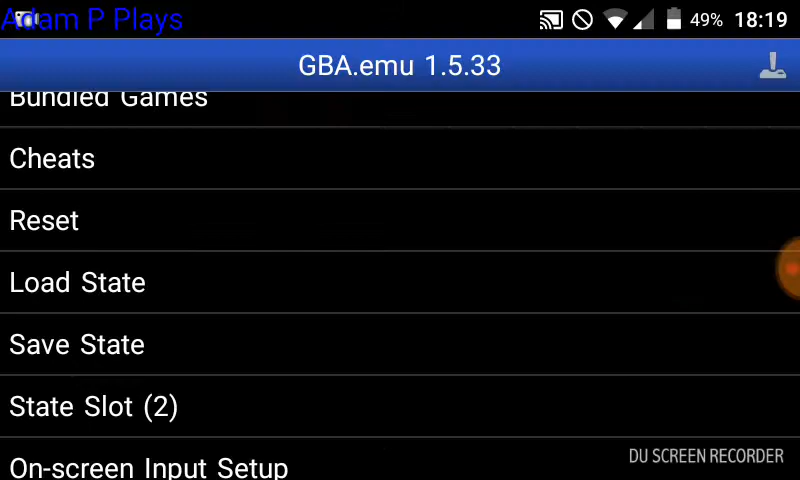 Adam P Plays
49% 18:19
GBA.emu 1.5.33
Bundled Games
Cheats
Reset
Load State
Save State
State Slot (2)
On-screen Input Setup
DU SCREEN RECORDER